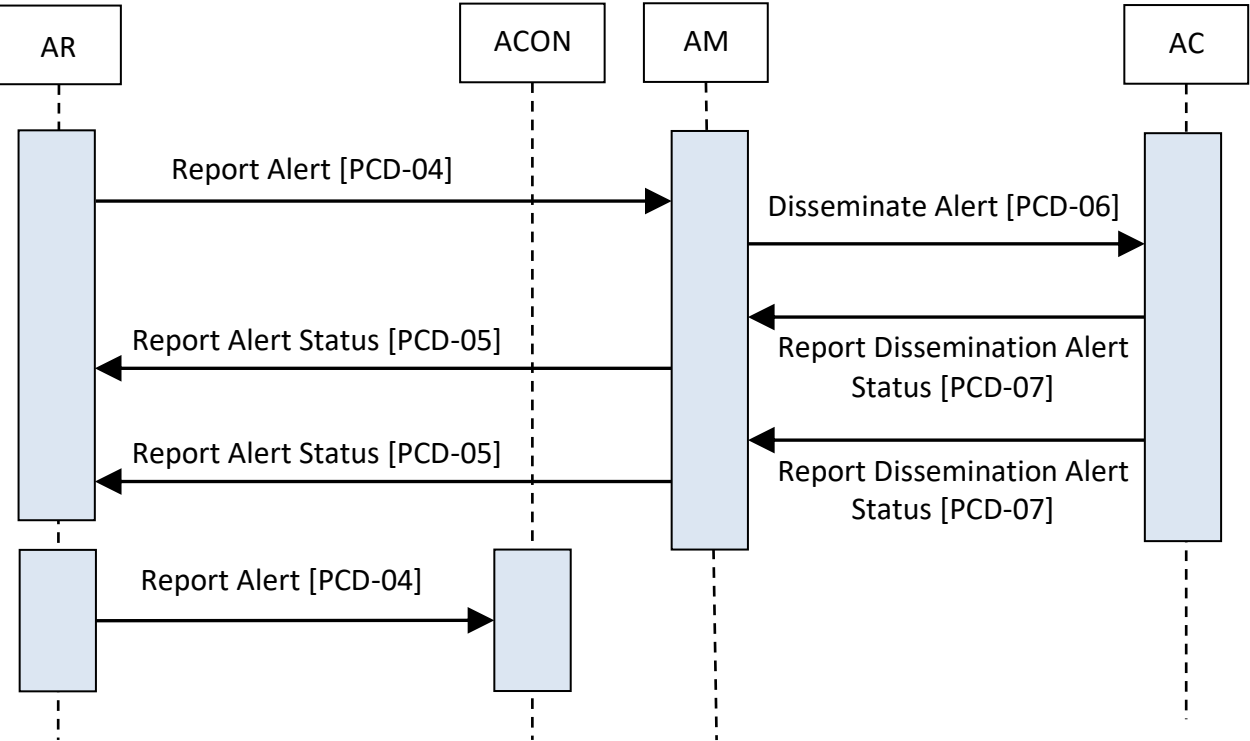 AR
ACON
AM
AC
Report Alert [PCD-04]
Disseminate Alert [PCD-06]
Report Alert Status [PCD-05]
Report Dissemination Alert
Status [PCD-07]
Report Alert Status [PCD-05]
Report Dissemination Alert
Status [PCD-07]
Report Alert [PCD-04]